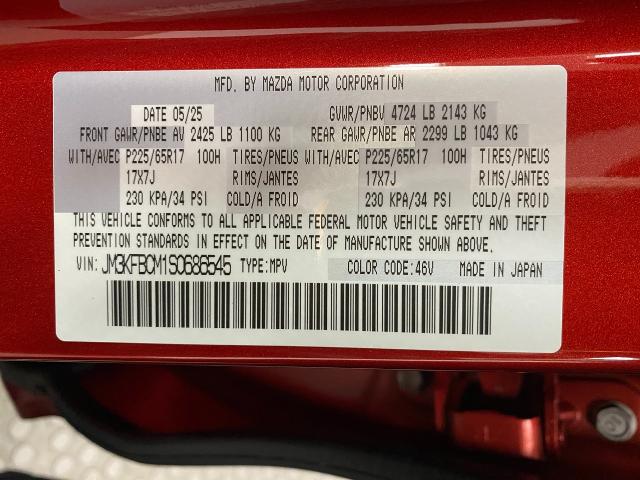 MFD. BY MAZDA MOTOR CORPORATION
DATE 05/25 GVWR/PNBV 4724 LB 2143 KG
FRONT GAWR/PNBE AV 2425 LB 1100 KG REAR GAWR/PNBE AR 2299 LB 1043 KG
WITH/AVEC P225/65R17 100H TIRES/PNEUS WITH/AVEC P225/65R17 100H TIRES/PNEUS
17X7J RIMS/JANTES 17X7J RIMS/JANTES
230 KPA/34 PSI COLD/A FROID 230 KPA/34 PSI COLD/A FROID
THIS VEHICLE CONFORMS TO ALL APPLICABLE FEDERAL MOTOR VEHICLE SAFETY AND THEFT
PREVENTION STANDARDS IN EFFECT ON THE DATE OF MANUFACTURE SHOWN ABOVE.
VIN: JM3KFBCM1S0686545 TYPE:MPV COLOR CODE:46V MADE IN JAPAN